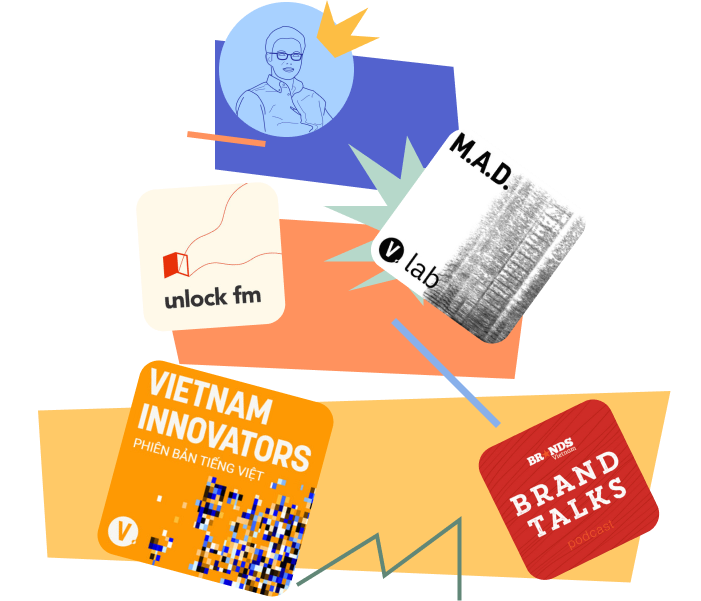 M.A.D.
V. lab
unlock fm
VIETNAM
INNOVATORS
PHIÊN BẢN TIẾNG VIỆT
V.
BRANDS
Vietnam
BRAND
TALKS
podcast